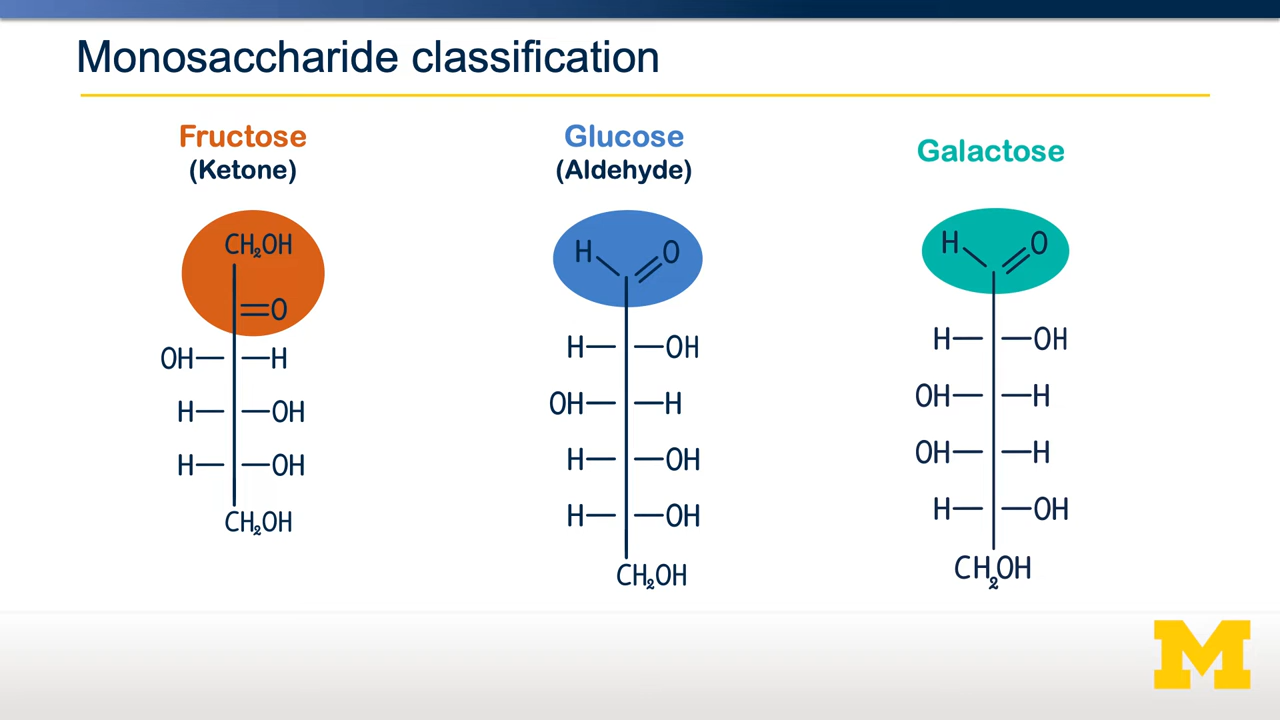 Monosaccharide classification
Fructose
(Ketone)
CH₂OH
=O
OH—H
H—OH
H—OH
CH₂OH
Glucose
(Aldehyde)
H O
H—OH
OH—H
H—OH
H—OH
CH₂OH
Galactose
H O
H—OH
OH—H
OH—H
H—OH
CH₂OH
M